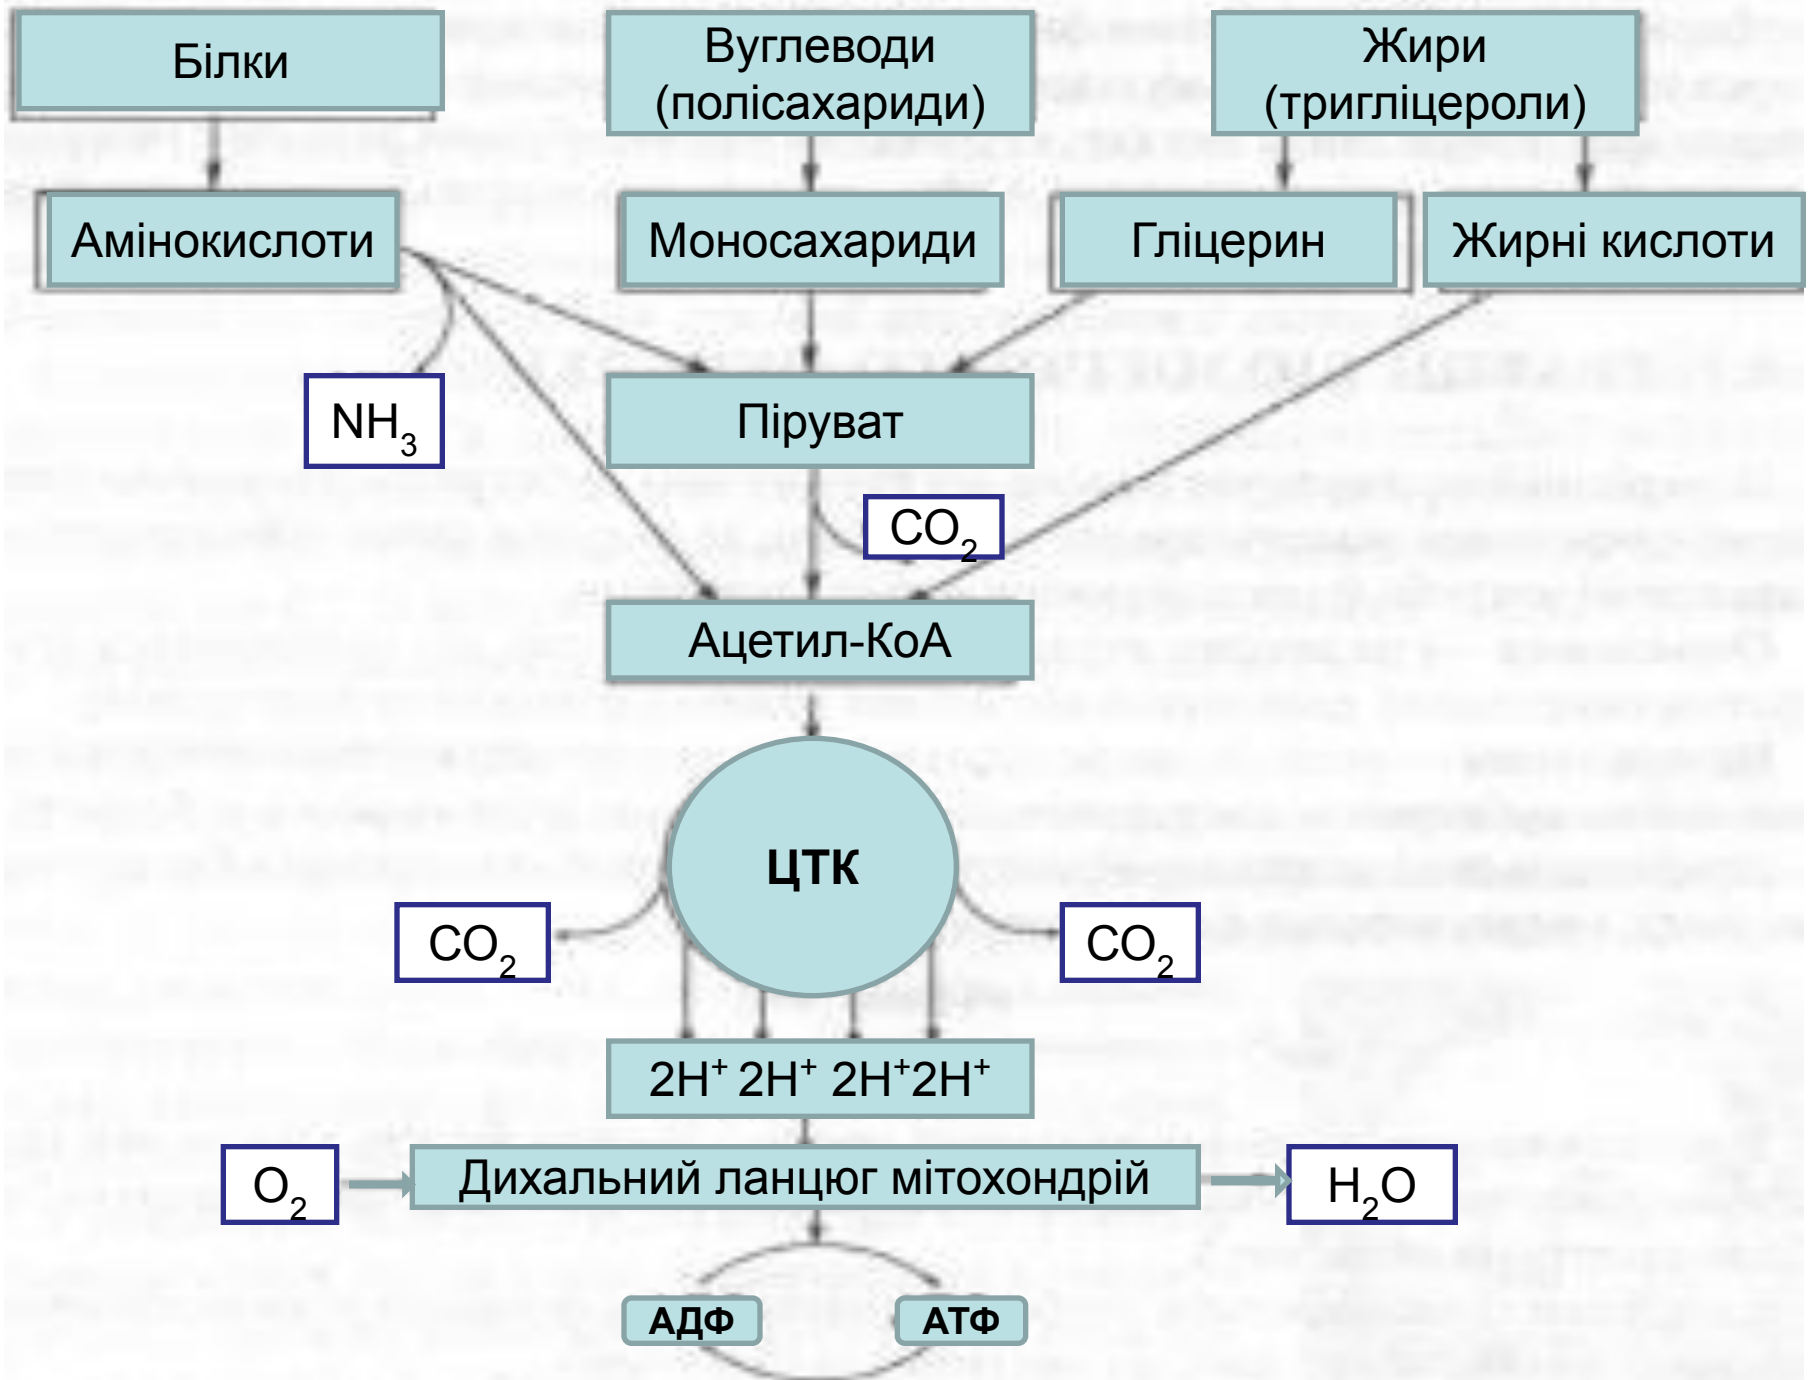 Білки
Вуглеводи
(полісахариди)
Жири
(тригліцероли)
Амінокислоти
Моносахариди
Гліцерин
Жирні кислоти
NH₃
Піруват
CO₂
Ацетил-КоА
ЦТК
CO₂
CO₂
2H⁺ 2H⁺ 2H⁺2H⁺
O₂
Дихальний ланцюг мітохондрій
H₂O
АДФ
АТФ